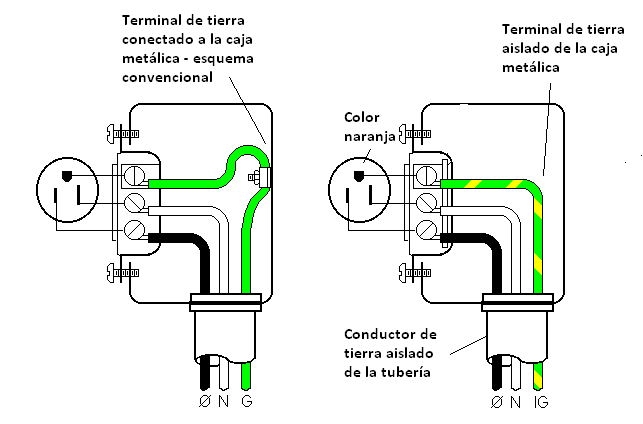 Terminal de tierra
conectado a la caja
metálica - esquema
convencional
Terminal de tierra
aislado de la caja
metálica
Color
naranja
Conductor de
tierra aislado
de la tubería
Ø N G
Ø N IG